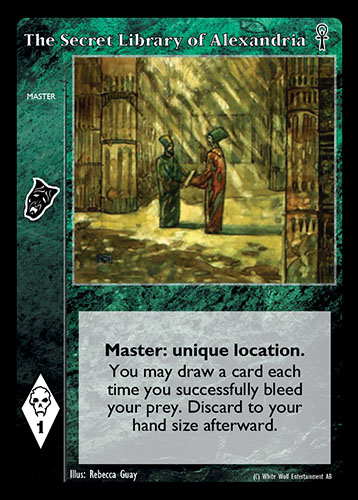 The Secret Library of Alexandria
MASTER
Master: unique location.
You may draw a card each
time you successfully bleed
your prey. Discard to your
hand size afterward.
1
Illus: Rebecca Guay
(C) White Wolf Entertainment AB